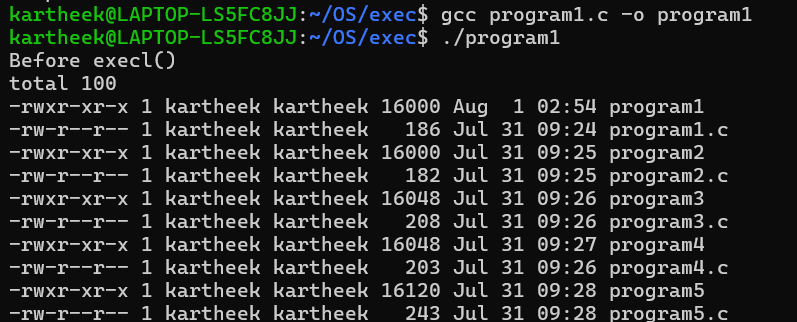 kartheek@LAPTOP-LS5FC8JJ:~/OS/exec$ gcc program1.c -o program1
kartheek@LAPTOP-LS5FC8JJ:~/OS/exec$ ./program1
Before execl()
total 100
-rwxr-xr-x 1 kartheek kartheek 16000 Aug  1 02:54 program1
-rw-r--r-- 1 kartheek kartheek   186 Jul 31 09:24 program1.c
-rwxr-xr-x 1 kartheek kartheek 16000 Jul 31 09:25 program2
-rw-r--r-- 1 kartheek kartheek   182 Jul 31 09:25 program2.c
-rwxr-xr-x 1 kartheek kartheek 16048 Jul 31 09:26 program3
-rw-r--r-- 1 kartheek kartheek   208 Jul 31 09:26 program3.c
-rwxr-xr-x 1 kartheek kartheek 16048 Jul 31 09:27 program4
-rw-r--r-- 1 kartheek kartheek   203 Jul 31 09:26 program4.c
-rwxr-xr-x 1 kartheek kartheek 16120 Jul 31 09:28 program5
-rw-r--r-- 1 kartheek kartheek   243 Jul 31 09:28 program5.c